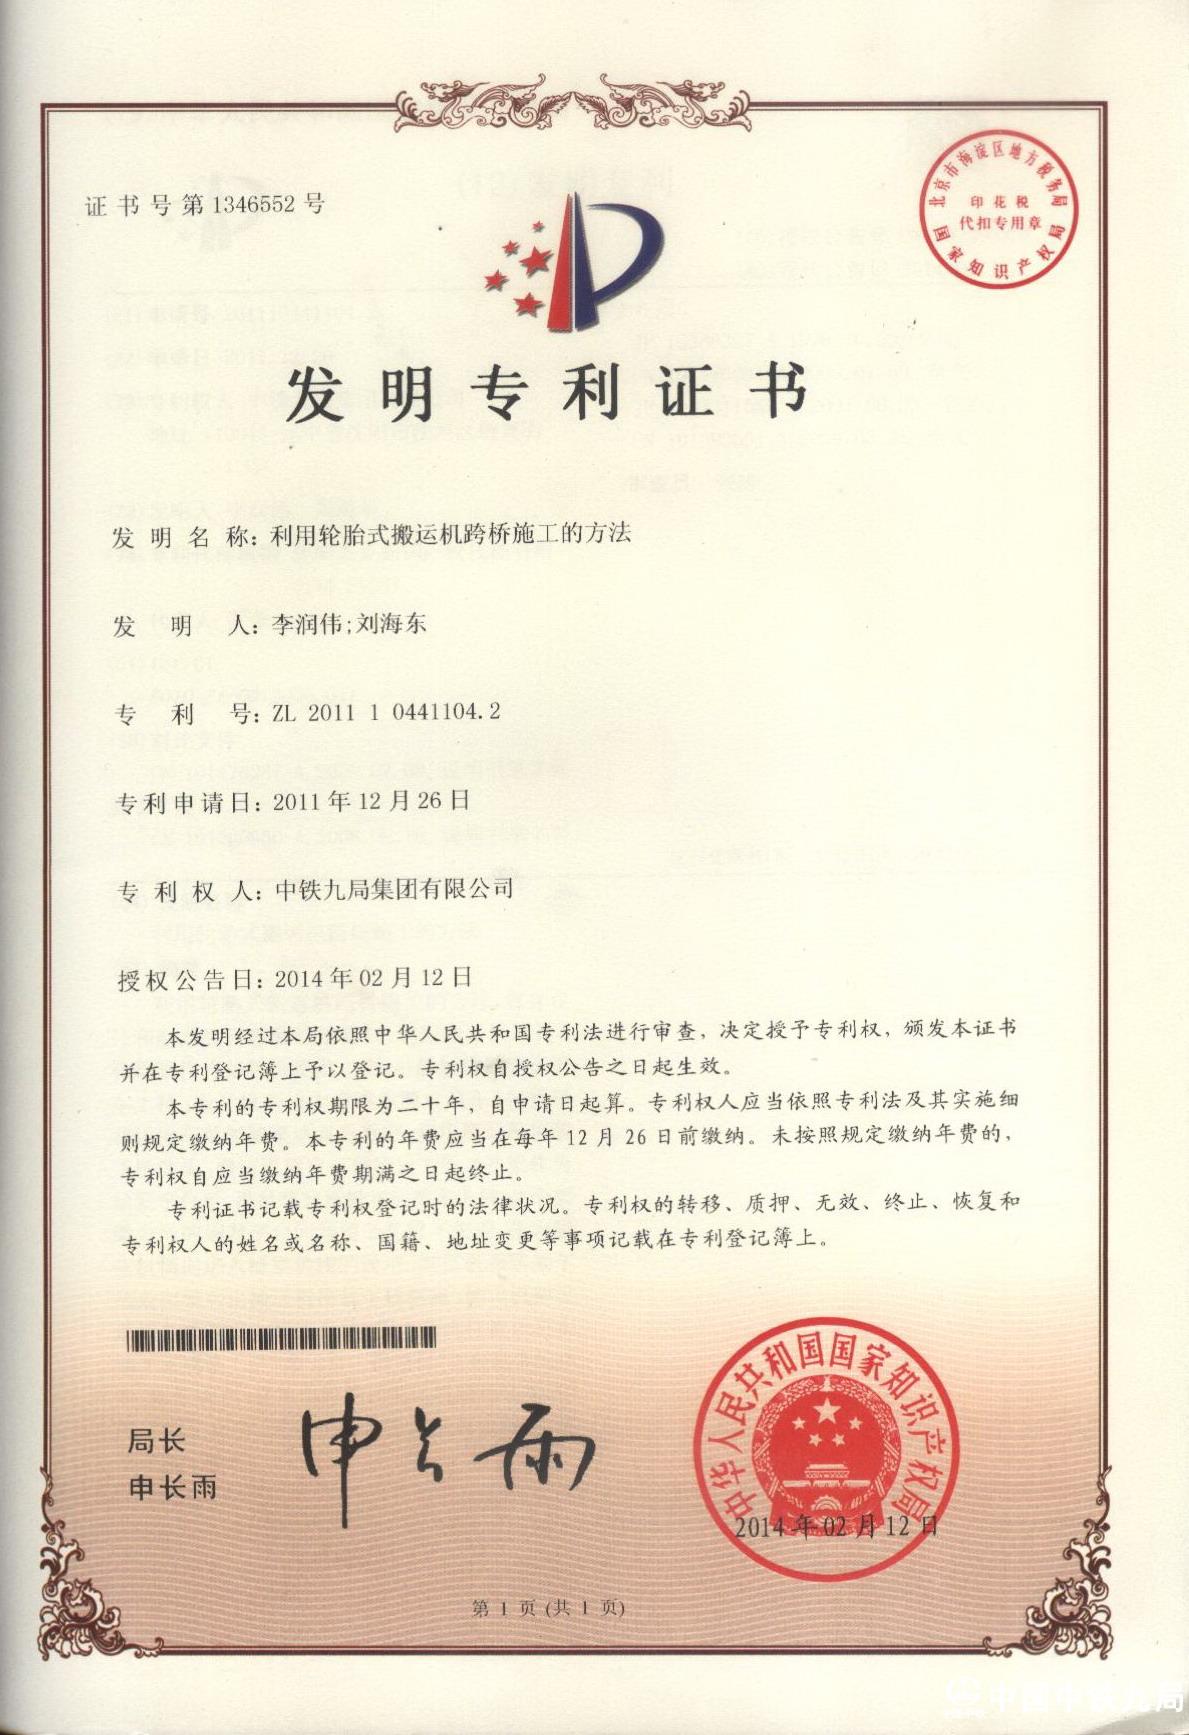 证书号第1346552号
北京市海淀区地方税务局
印花税
代扣专用章
国家知识产权局
发明专利证书
发明名称：利用轮胎式搬运机跨桥施工的方法
发明人：李润伟;刘海东
专利号：ZL 2011 1 0441104.2
专利申请日：2011年12月26日
专利权人：中铁九局集团有限公司
授权公告日：2014年02月12日
本发明经过本局依照中华人民共和国专利法进行审查，决定授予专利权，颁发本证书
并在专利登记簿上予以登记。专利权自授权公告之日起生效。
本专利的专利权期限为二十年，自申请日起算。专利权人应当依照专利法及其实施细
则规定缴纳年费。本专利的年费应当在每年12月26日前缴纳。未按照规定缴纳年费的，
专利权自应当缴纳年费期满之日起终止。
专利证书记载专利权登记时的法律状况。专利权的转移、质押、无效、终止、恢复和
专利权人的姓名或名称、国籍、地址变更等事项记载在专利登记簿上。
局长
申长雨
申长雨
中华人民共和国国家知识产权局
2014年02月12日
第1页(共1页)
中国中铁九局